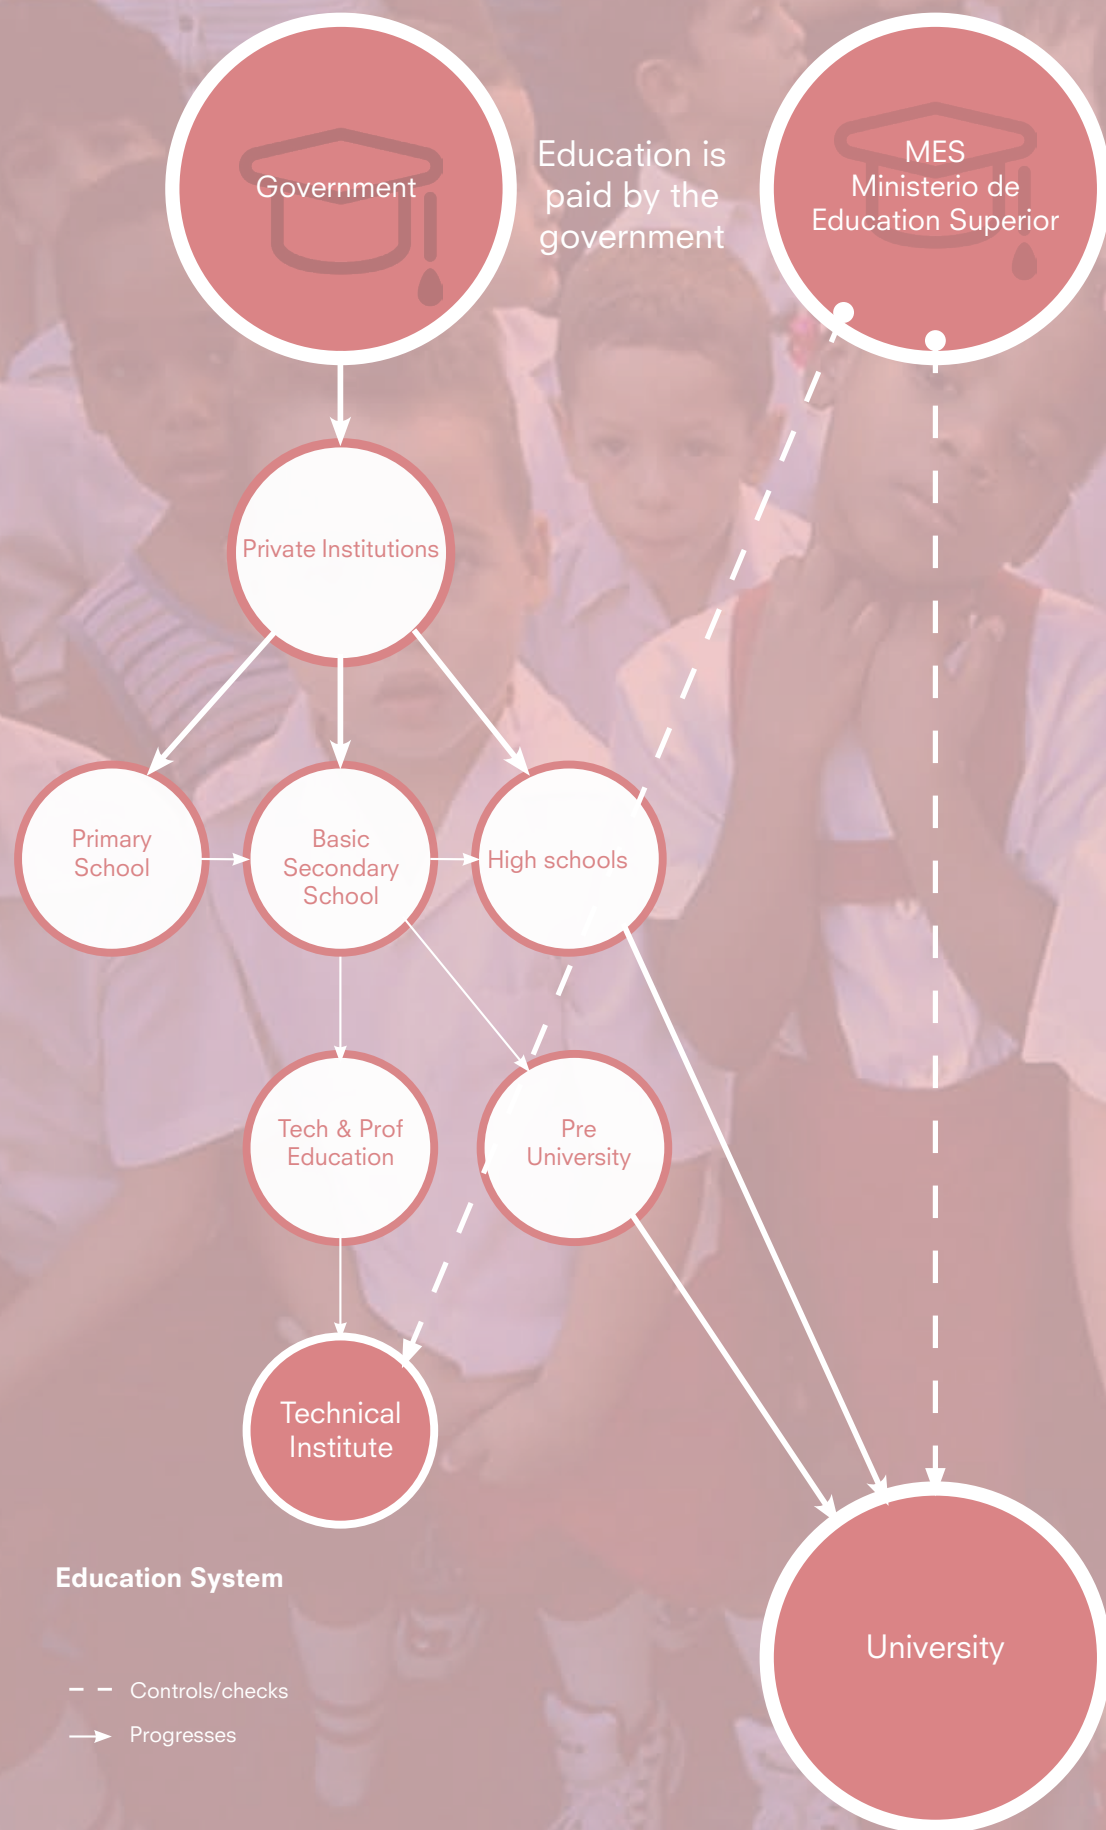 Government
Education is
paid by the
government
MES
Ministerio de
Education Superior
Private Institutions
Primary
School
Basic
Secondary
School
High schools
Tech & Prof
Education
Pre
University
Technical
Institute
Education System
Controls/checks
Progresses
University